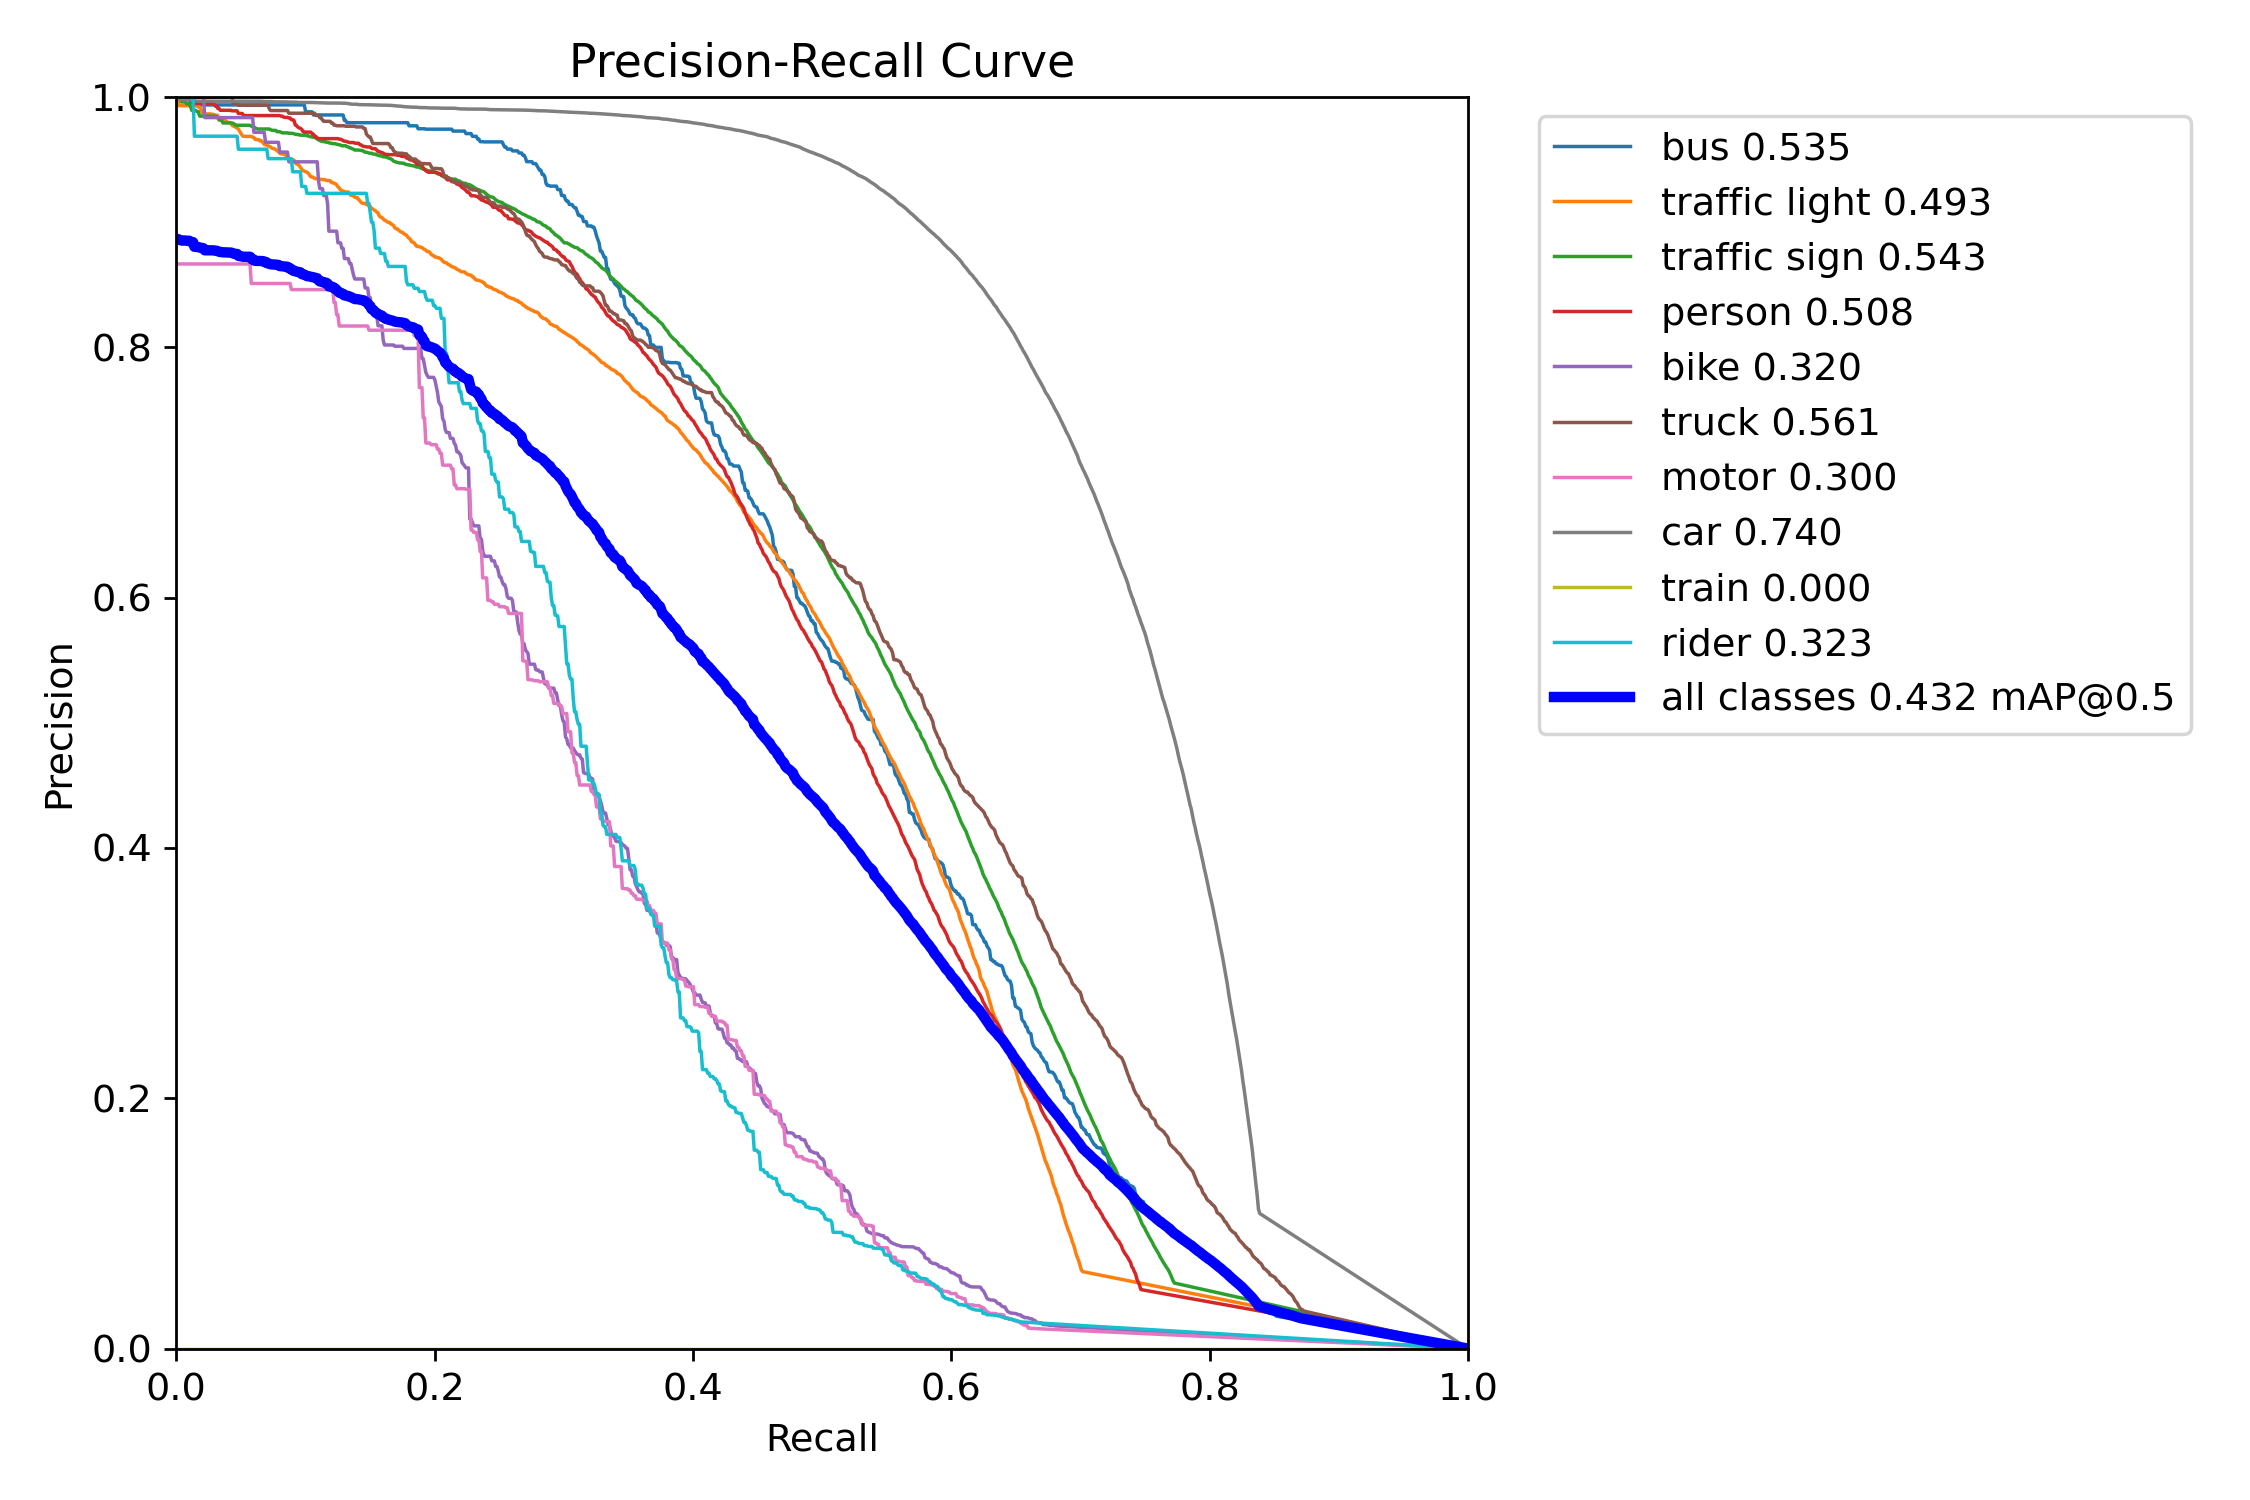 Precision-Recall Curve
1.0
0.8
0.6
0.4
0.2
0.0
Precision
0.0 0.2 0.4 0.6 0.8 1.0
Recall
bus 0.535
traffic light 0.493
traffic sign 0.543
person 0.508
bike 0.320
truck 0.561
motor 0.300
car 0.740
train 0.000
rider 0.323
all classes 0.432 mAP@0.5